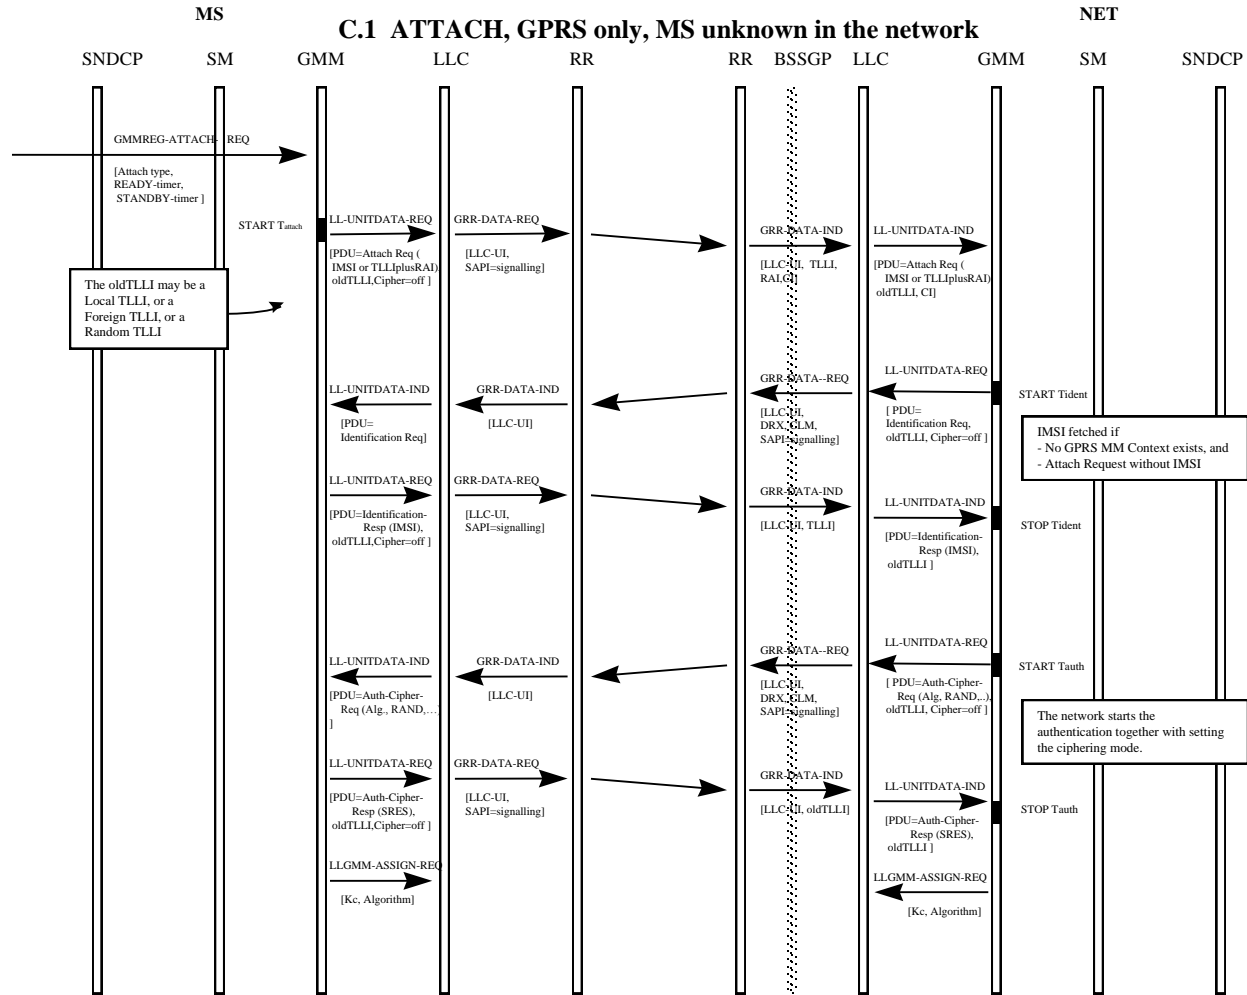 MS
NET
C.1 ATTACH, GPRS only, MS unknown in the network
SNDCP SM GMM LLC RR RR BSSGP LLC GMM SM SNDCP
GMMREG-ATTACH- REQ
[Attach type,
READY-timer,
STANDBY-timer ]
START Tattach
LL-UNITDATA-REQ
[PDU=Attach Req (
IMSI or TLLIplusRAI)
oldTLLI,Cipher=off ]
GRR-DATA-REQ
[LLC-UI,
SAPI=signalling]
GRR-DATA-IND
[LLC-UI, TLLI,
RAI,CI]
LL-UNITDATA-IND
[PDU=Attach Req (
IMSI or TLLIplusRAI)
oldTLLI, CI]
The oldTLLI may be a
Local TLLI, or a
Foreign TLLI, or a
Random TLLI
LL-UNITDATA-IND
[PDU=
Identification Req]
GRR-DATA-IND
[LLC-UI]
GRR-DATA--REQ
[LLC-UI,
DRX, CLM,
SAPI=signalling]
LL-UNITDATA-REQ
[ PDU=
Identification Req,
oldTLLI, Cipher=off ]
START Tident
IMSI fetched if
- No GPRS MM Context exists, and
- Attach Request without IMSI
LL-UNITDATA-REQ
[PDU=Identification-
Resp (IMSI),
oldTLLI,Cipher=off ]
GRR-DATA-REQ
[LLC-UI,
SAPI=signalling]
GRR-DATA-IND
[LLC-UI, TLLI]
LL-UNITDATA-IND
[PDU=Identification-
Resp (IMSI),
oldTLLI ]
STOP Tident
LL-UNITDATA-IND
[PDU=Auth-Cipher-
Req (Alg., RAND,...)
]
GRR-DATA-IND
[LLC-UI]
GRR-DATA--REQ
[LLC-UI,
DRX, CLM,
SAPI=signalling]
LL-UNITDATA-REQ
[ PDU=Auth-Cipher-
Req (Alg, RAND,..),
oldTLLI, Cipher=off ]
START Tauth
The network starts the
authentication together with setting
the ciphering mode.
LL-UNITDATA-REQ
[PDU=Auth-Cipher-
Resp (SRES),
oldTLLI,Cipher=off ]
GRR-DATA-REQ
[LLC-UI,
SAPI=signalling]
GRR-DATA-IND
[LLC-UI, oldTLLI]
LL-UNITDATA-IND
[PDU=Auth-Cipher-
Resp (SRES),
oldTLLI ]
STOP Tauth
LLGMM-ASSIGN-REQ
[Kc, Algorithm]
LLGMM-ASSIGN-REQ
[Kc, Algorithm]